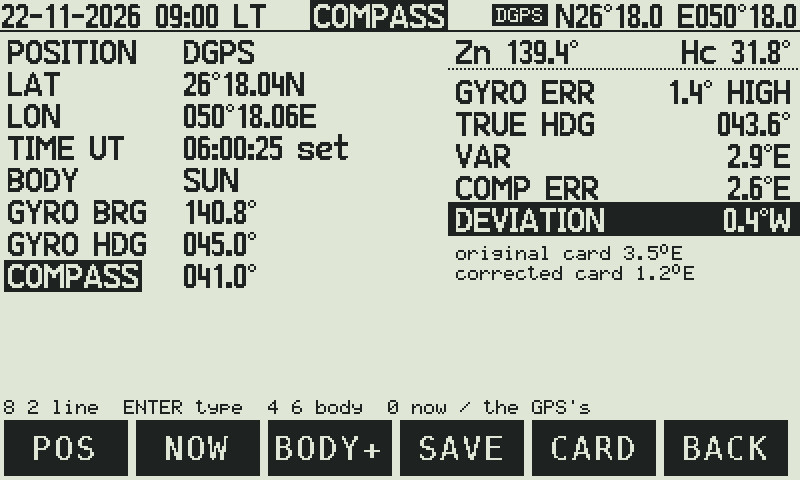 22-11-2026 09:00 LT COMPASS DGPS N26°18.0 E050°18.0
POSITION DGPS
LAT 26°18.04N
LON 050°18.06E
TIME UT 06:00:25 set
BODY SUN
GYRO BRG 140.8°
GYRO HDG 045.0°
COMPASS 041.0°
Zn 139.4° Hc 31.8°
GYRO ERR 1.4° HIGH
TRUE HDG 043.6°
VAR 2.9°E
COMP ERR 2.6°E
DEVIATION 0.4°W
original card 3.5ºE
corrected card 1.2ºE
8 2 line ENTER type 4 6 body 0 now / the GPS's
POS NOW BODY+ SAVE CARD BACK